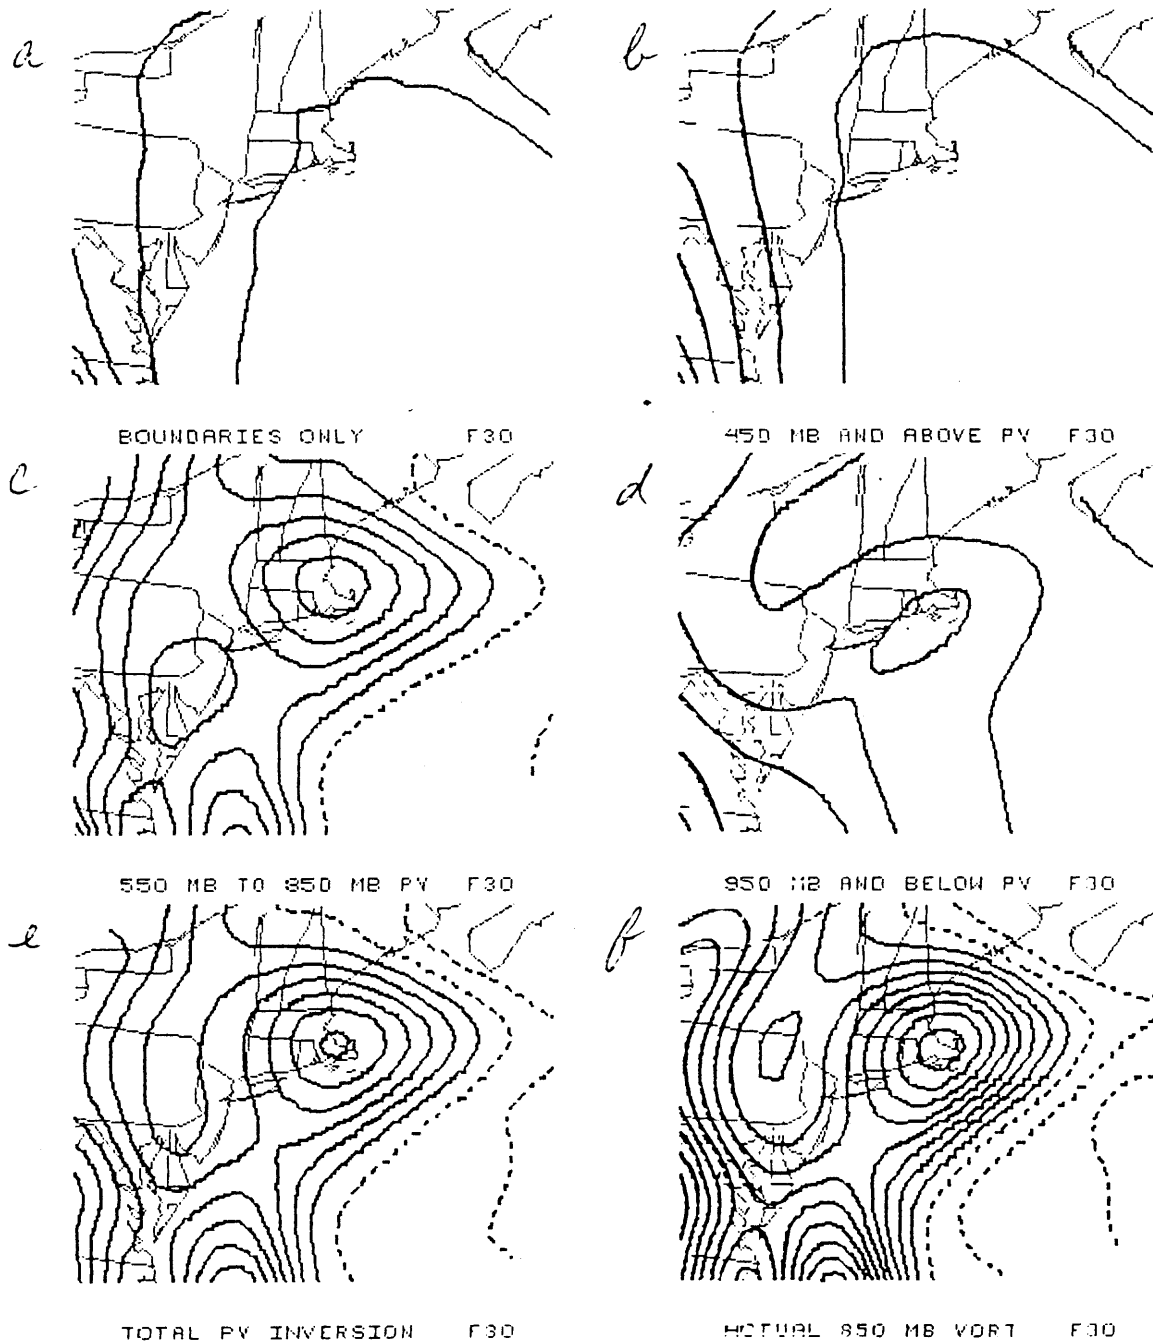 a
b
BOUNDARIES ONLY F30
450 MB AND ABOVE PV F30
c
d
550 MB TO 850 MB PV F30
950 MB AND BELOW PV F30
e
f
TOTAL PV INVERSION F30
ACTUAL 850 MB VORT F30